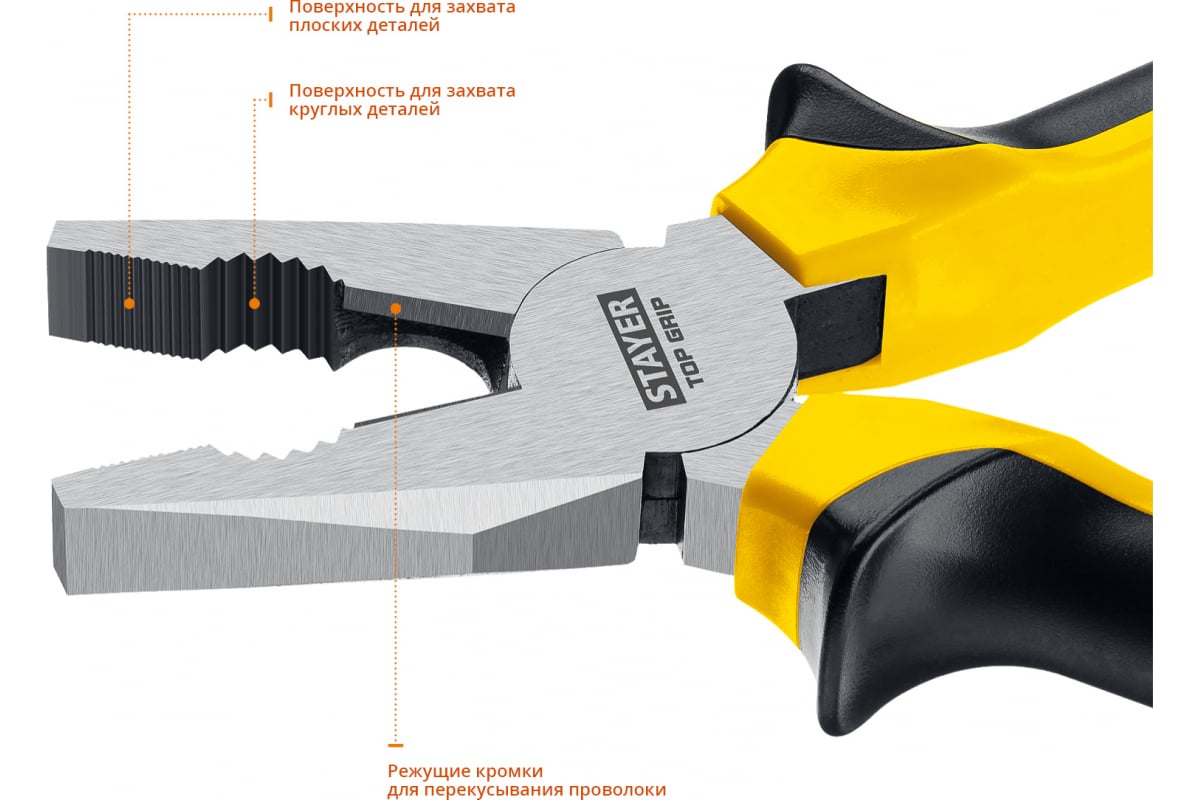 Поверхность для захвата
плоских деталей
Поверхность для захвата
круглых деталей
STAYER
TOP GRIP
Режущие кромки
для перекусывания проволоки